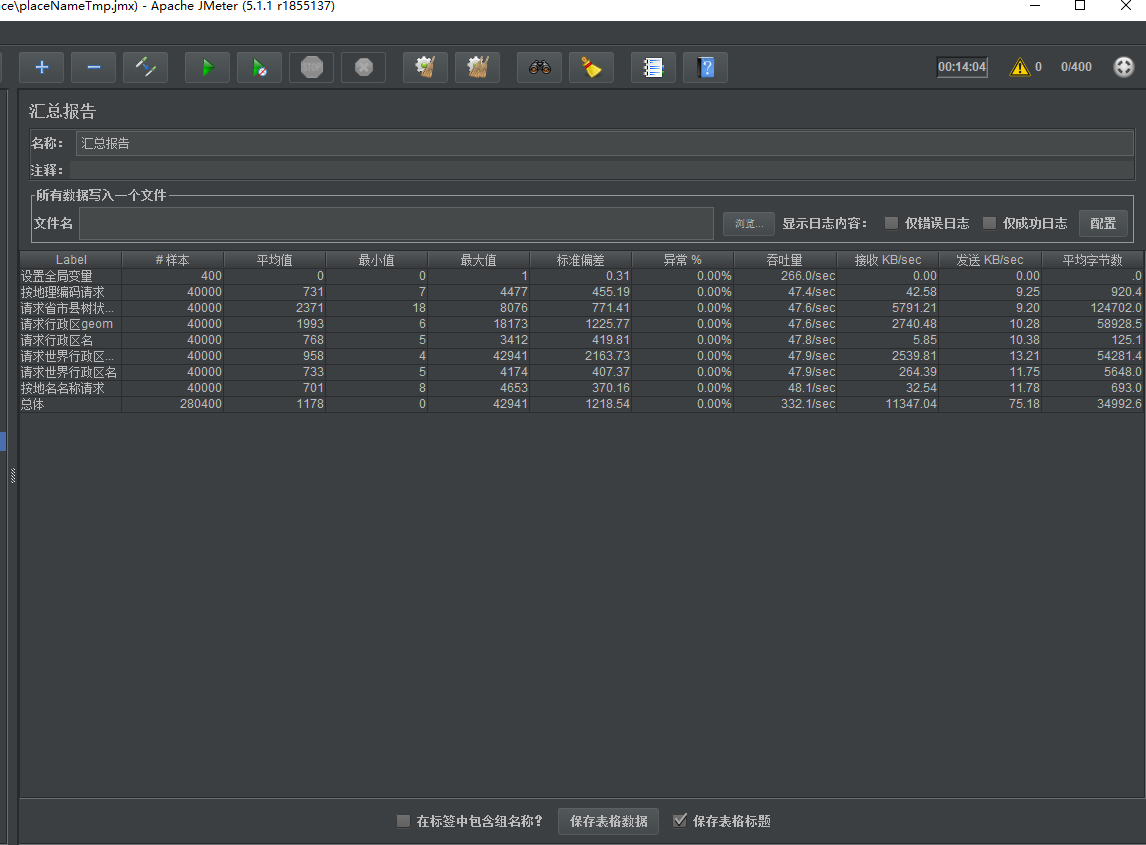 ce\placeNameTmp.jmx) - Apache JMeter (5.1.1 r1855137)
STOP 00:14:04 0 0/400
汇总报告
名称： 汇总报告
注释：
所有数据写入一个文件
文件名 浏览... 显示日志内容： 仅错误日志 仅成功日志 配置
Label # 样本 平均值 最小值 最大值 标准偏差 异常 % 吞吐量 接收 KB/sec 发送 KB/sec 平均字节数
设置全局变量 400 0 0 1 0.31 0.00% 266.0/sec 0.00 0.00 .0
按地理编码请求 40000 731 7 4477 455.19 0.00% 47.4/sec 42.58 9.25 920.4
请求省市县树状... 40000 2371 18 8076 771.41 0.00% 47.6/sec 5791.21 9.20 124702.0
请求行政区geom 40000 1993 6 18173 1225.77 0.00% 47.6/sec 2740.48 10.28 58928.5
请求行政区名 40000 768 5 3412 419.81 0.00% 47.8/sec 5.85 10.38 125.1
请求世界行政区... 40000 958 4 42941 2163.73 0.00% 47.9/sec 2539.81 13.21 54281.4
请求世界行政区名 40000 733 5 4174 407.37 0.00% 47.9/sec 264.39 11.75 5648.0
按地名名称请求 40000 701 8 4653 370.16 0.00% 48.1/sec 32.54 11.78 693.0
总体 280400 1178 0 42941 1218.54 0.00% 332.1/sec 11347.04 75.18 34992.6
在标签中包含组名称？ 保存表格数据 保存表格标题